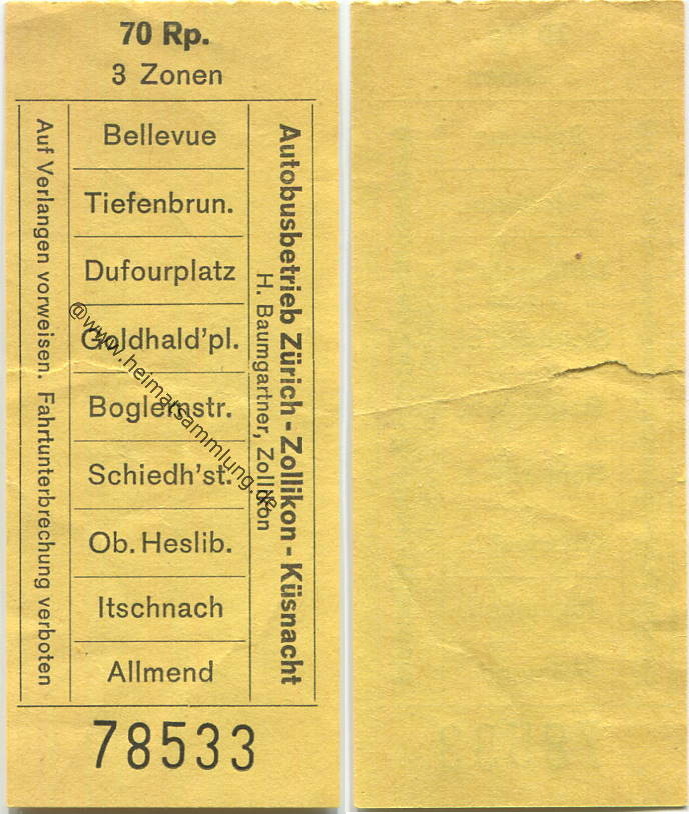 70 Rp.
3 Zonen
Auf Verlangen vorweisen. Fahrtunterbrechung verboten
Bellevue
Tiefenbrun.
Dufourplatz
Goldhald'pl.
Boglernstr.
Schiedh'st.
Ob. Heslib.
Itschnach
Allmend
Autobusbetrieb Zürich - Zollikon - Küsnacht
H. Baumgartner, Zollikon
78533
@www.heimatsammlung.de